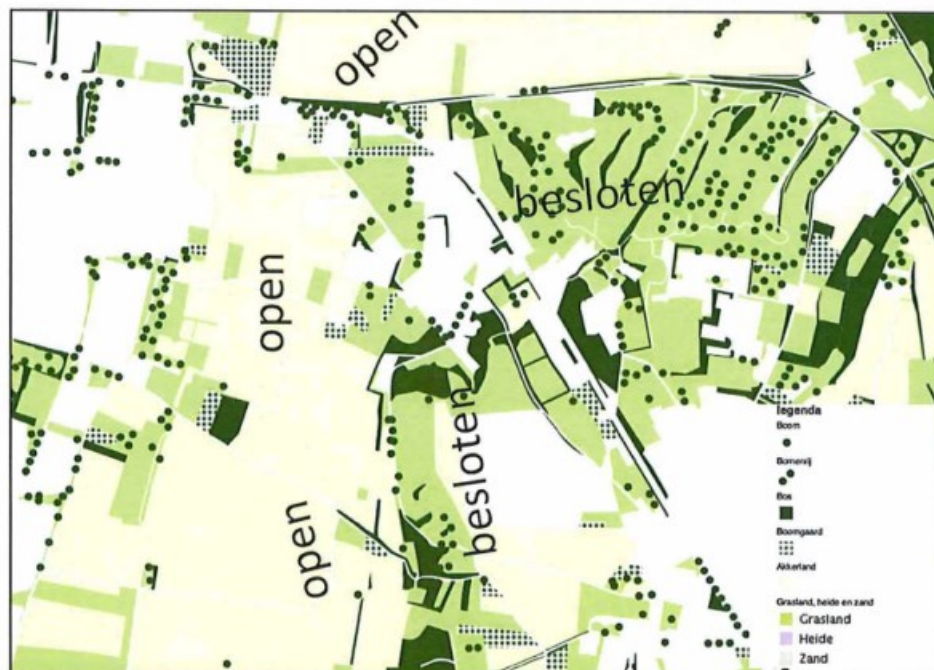 open
besloten
open
besloten
open
legenda
Boom
Bomenrij
Bos
Boomgaard
Akkerland
Grasland, heide en zand
Grasland
Heide
Zand